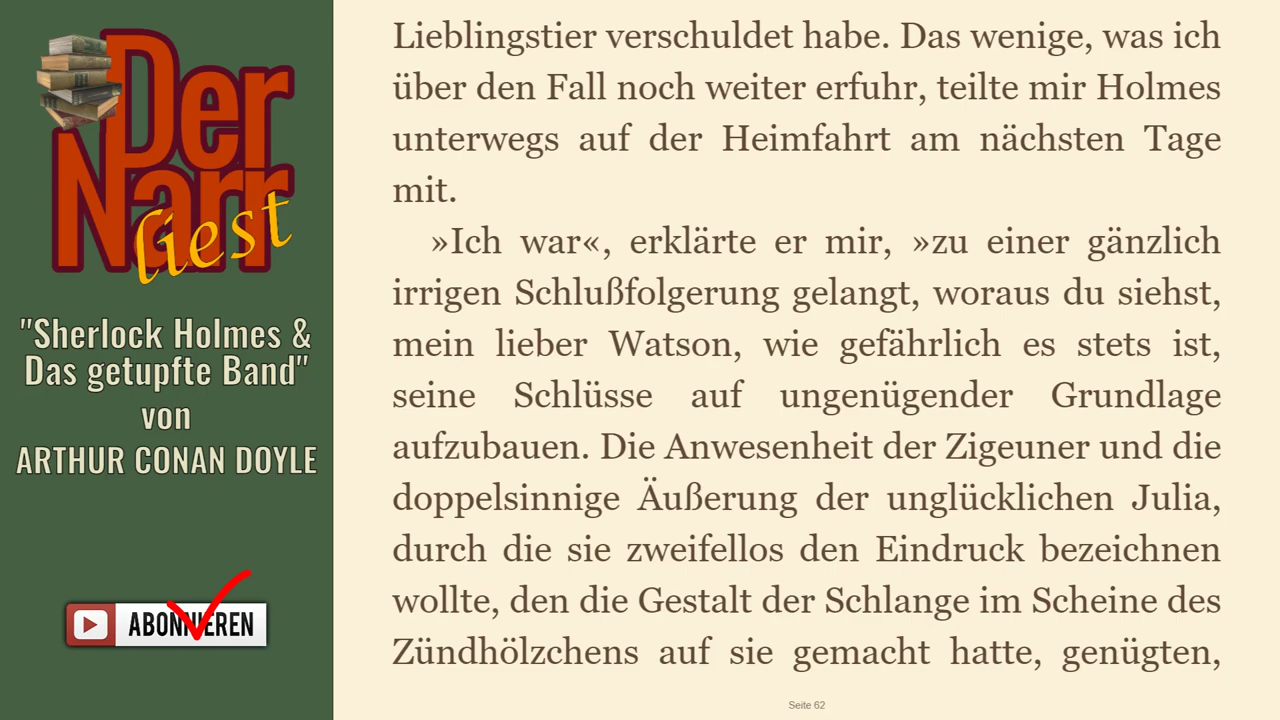 Der
Narr
liest
"Sherlock Holmes &
Das getupfte Band"
von
ARTHUR CONAN DOYLE
ABONNIEREN
Lieblingstier verschuldet habe. Das wenige, was ich
über den Fall noch weiter erfuhr, teilte mir Holmes
unterwegs auf der Heimfahrt am nächsten Tage
mit.
»Ich war«, erklärte er mir, »zu einer gänzlich
irrigen Schlußfolgerung gelangt, woraus du siehst,
mein lieber Watson, wie gefährlich es stets ist,
seine Schlüsse auf ungenügender Grundlage
aufzubauen. Die Anwesenheit der Zigeuner und die
doppelsinnige Äußerung der unglücklichen Julia,
durch die sie zweifellos den Eindruck bezeichnen
wollte, den die Gestalt der Schlange im Scheine des
Zündhölzchens auf sie gemacht hatte, genügten,
Seite 62